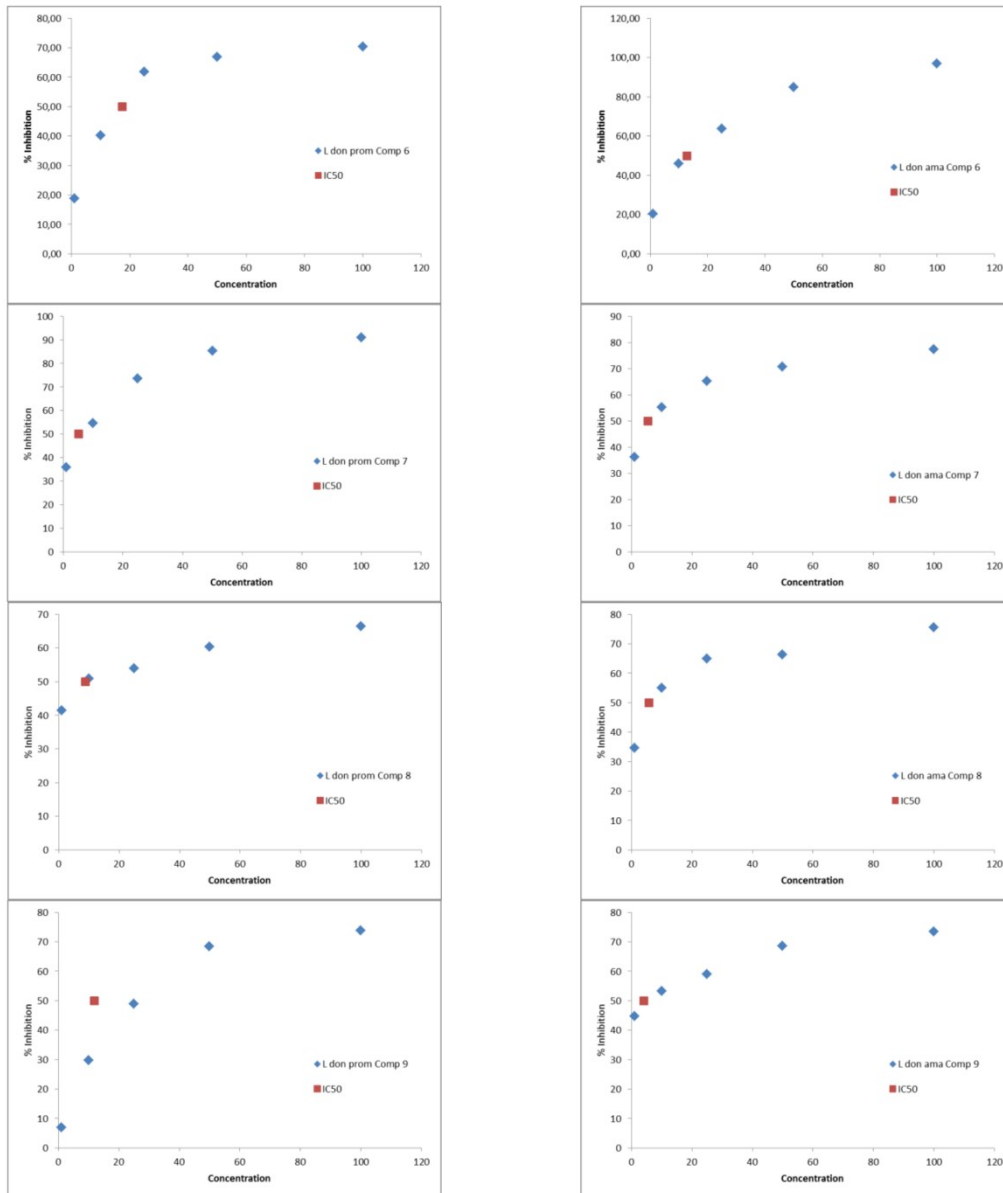 80,00
70,00
60,00
50,00
40,00
30,00
20,00
10,00
0,00
% Inhibition
0 20 40 60 80 100 120
Concentration
L don prom Comp 6
IC50
120,00
100,00
80,00
60,00
40,00
20,00
0,00
% Inhibition
0 20 40 60 80 100 120
Concentration
L don ama Comp 6
IC50
100
90
80
70
60
50
40
30
20
10
0
% Inhibition
0 20 40 60 80 100 120
Concentration
L don prom Comp 7
IC50
90
80
70
60
50
40
30
20
10
0
% Inhibition
0 20 40 60 80 100 120
Concentration
L don ama Comp 7
IC50
70
60
50
40
30
20
10
0
% Inhibition
0 20 40 60 80 100 120
Concentration
L don prom Comp 8
IC50
80
70
60
50
40
30
20
10
0
% Inhibition
0 20 40 60 80 100 120
Concentration
L don ama Comp 8
IC50
80
70
60
50
40
30
20
10
0
% Inhibition
0 20 40 60 80 100 120
Concentration
L don prom Comp 9
IC50
80
70
60
50
40
30
20
10
0
% Inhibition
0 20 40 60 80 100 120
Concentration
L don ama Comp 9
IC50